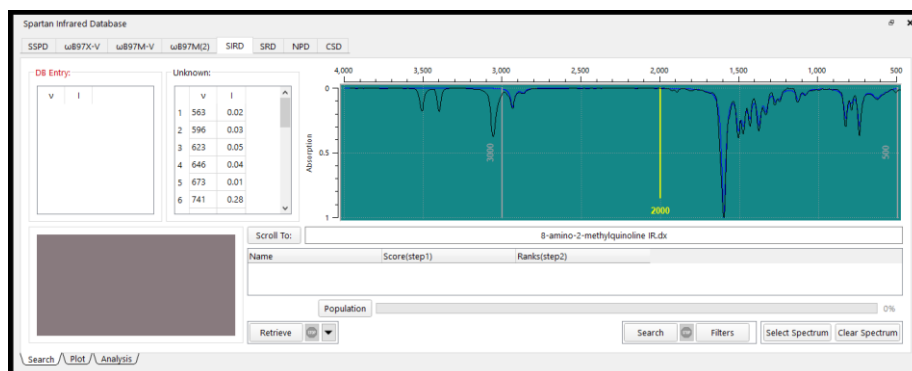 Spartan Infrared Database
SSPD ωB97X-V ωB97M-V ωB97M(2) SIRD SRD NPD CSD
DB Entry:
ν I
Unknown:
ν I
1 563 0.02
2 596 0.03
3 623 0.05
4 646 0.04
5 673 0.01
6 741 0.28
4,000 3,500 3,000 2,500 2,000 1,500 1,000 500
Absorption
0
0.5
1
3000
2000
500
Scroll To: 8-amino-2-methylquinoline IR.dx
Name Score(step1) Ranks(step2)
Population 0%
Retrieve STOP Search STOP Filters Select Spectrum Clear Spectrum
Search Plot Analysis